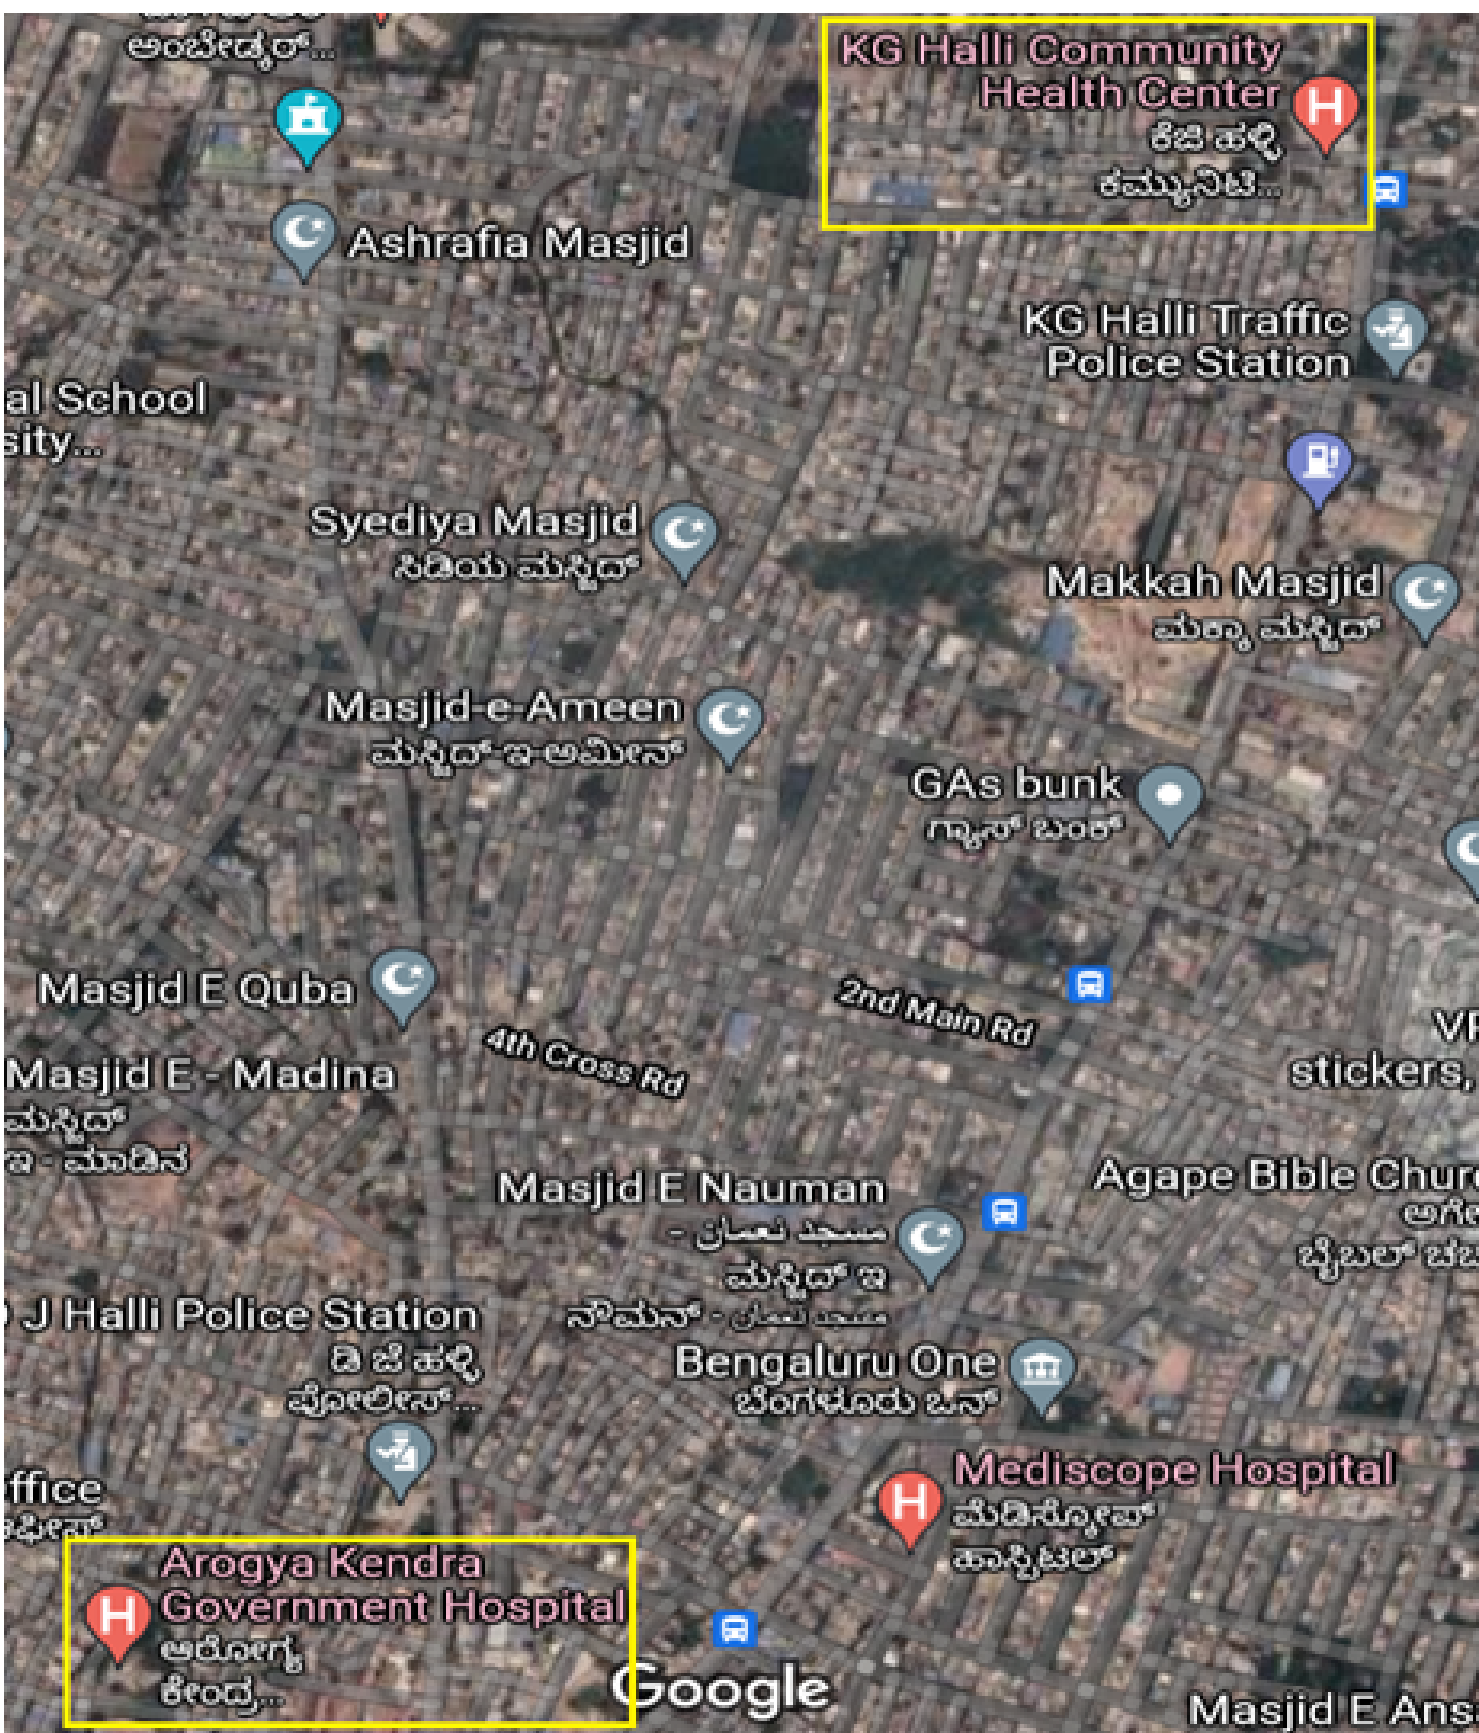 ಅಂಬೇಡ್ಕರ್...
KG Halli Community
Health Center
ಕೆಜಿ ಹಳ್ಳಿ
ಕಮ್ಯುನಿಟಿ...
H
Ashrafia Masjid
KG Halli Traffic
Police Station
al School
sity...
Syediya Masjid
ಸಿಡಿಯ ಮಸ್ಜಿದ್
Makkah Masjid
ಮಕ್ಕಾ ಮಸ್ಜಿದ್
Masjid-e-Ameen
ಮಸ್ಜಿದ್-ಇ-ಅಮೀನ್
GAs bunk
ಗ್ಯಾಸ್ ಬಂಕ್
Masjid E Quba
2nd Main Rd
4th Cross Rd
stickers,
Masjid E - Madina
ಮಸ್ಜಿದ್
ಇ - ಮಾಡಿನ
Masjid E Nauman
مسجد نعمان -
ಮಸ್ಜಿದ್ ಇ
ನೌಮನ್ - مسجد نعمان
Agape Bible Churc
ಬೈಬಲ್
J Halli Police Station
ಡಿ ಜೆ ಹಳ್ಳಿ
ಪೋಲೀಸ್...
Bengaluru One
ಬೆಂಗಳೂರು ಒನ್
ffice
Mediscope Hospital
ಮೆಡಿಸ್ಕೋಪ್
ಹಾಸ್ಪಿಟಲ್
H
Arogya Kendra
Government Hospital
ಆರೋಗ್ಯ
ಕೇಂದ್ರ...
H
Google
Masjid E Ans